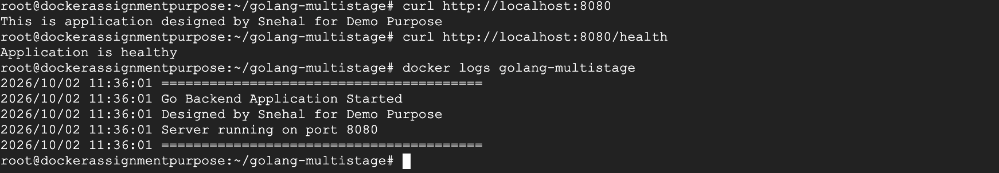 root@dockerassignmentpurpose:~/golang-multistage# curl http://localhost:8080
This is application designed by Snehal for Demo Purpose
root@dockerassignmentpurpose:~/golang-multistage# curl http://localhost:8080/health
Application is healthy
root@dockerassignmentpurpose:~/golang-multistage# docker logs golang-multistage
2026/10/02 11:36:01 ========================================
2026/10/02 11:36:01 Go Backend Application Started
2026/10/02 11:36:01 Designed by Snehal for Demo Purpose
2026/10/02 11:36:01 Server running on port 8080
2026/10/02 11:36:01 ========================================
root@dockerassignmentpurpose:~/golang-multistage#